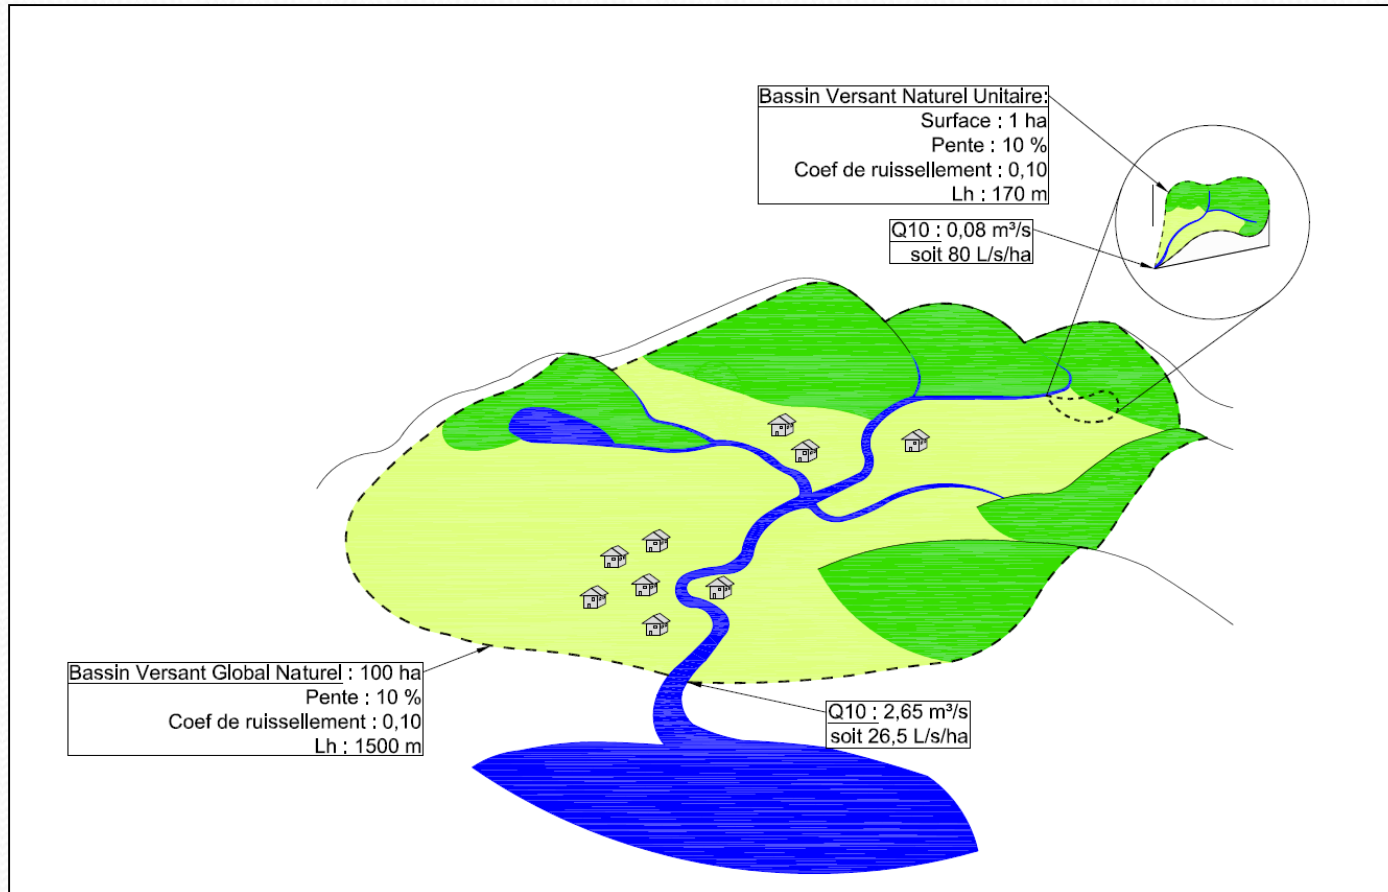 Bassin Versant Naturel Unitaire:
Surface : 1 ha
Pente : 10 %
Coef de ruissellement : 0,10
Lh : 170 m
Q10 : 0,08 m³/s
soit 80 L/s/ha
Bassin Versant Global Naturel : 100 ha
Pente : 10 %
Coef de ruissellement : 0,10
Lh : 1500 m
Q10 : 2,65 m³/s
soit 26,5 L/s/ha